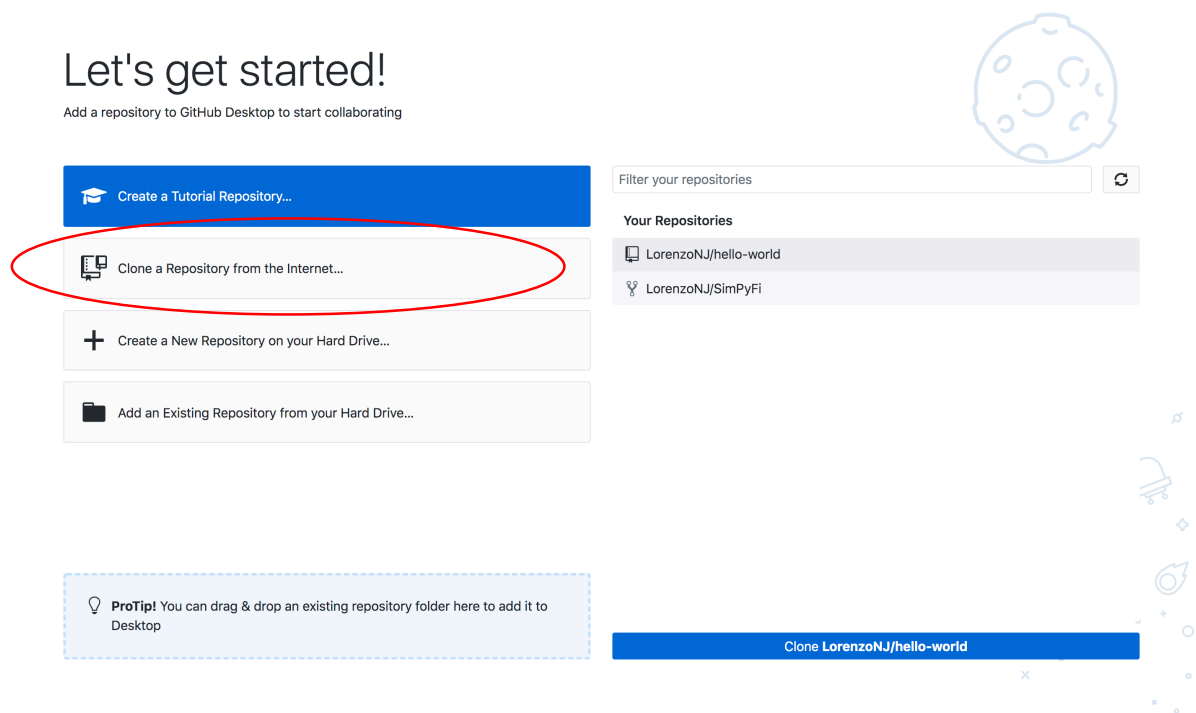 Let's get started!
Add a repository to GitHub Desktop to start collaborating
Create a Tutorial Repository...
Clone a Repository from the Internet...
Create a New Repository on your Hard Drive...
Add an Existing Repository from your Hard Drive...
ProTip! You can drag & drop an existing repository folder here to add it to
Desktop
Filter your repositories
Your Repositories
LorenzoNJ/hello-world
LorenzoNJ/SimPyFi
Clone LorenzoNJ/hello-world